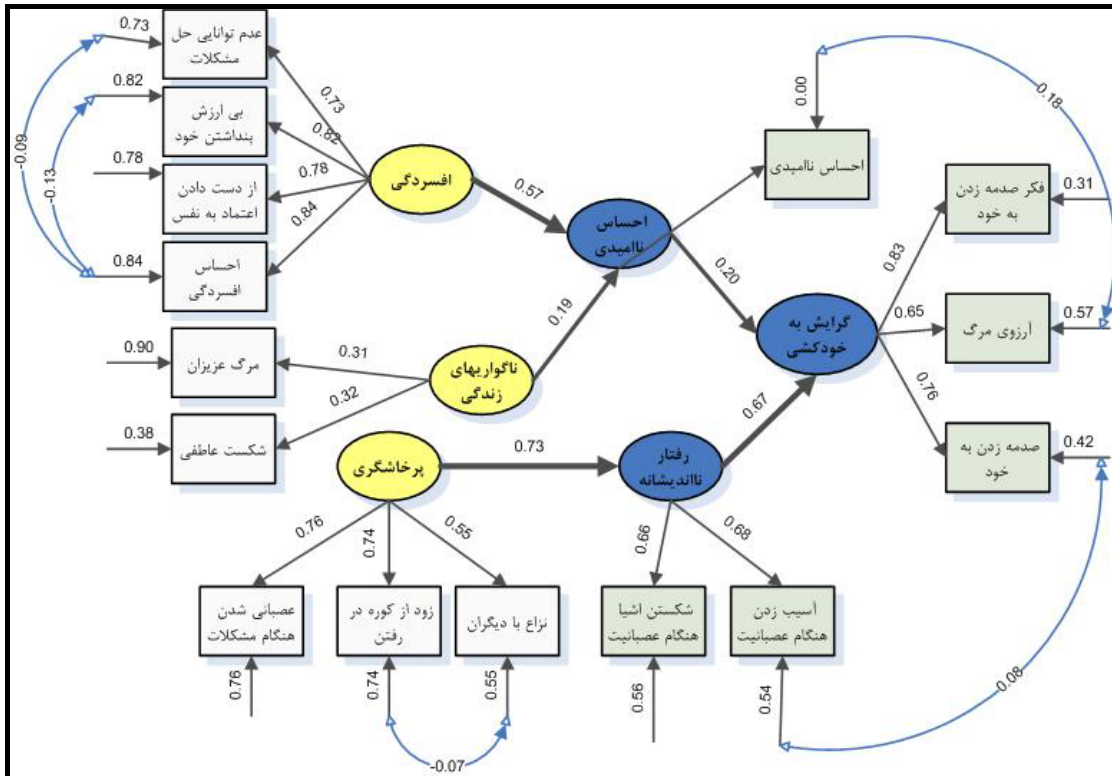 0.73
عدم توانایی حل
مشکلات
0.82
بی ارزش
پنداشتن خود
0.78
از دست دادن
اعتماد به نفس
0.84
احساس
افسردگی
-0.09
-0.13
0.73
0.82
0.78
0.84
افسردگی
0.57
احساس
ناامیدی
0.00
احساس ناامیدی
-0.18
0.20
0.19
0.90
مرگ عزیزان
0.38
شکست عاطفی
0.31
0.32
ناگواریهای
زندگی
گرایش به
خودکشی
0.83
0.65
0.76
فکر صدمه زدن
به خود
0.31
آرزوی مرگ
0.57
صدمه زدن به
خود
0.42
0.67
پرخاشگری
0.73
رفتار
نااندیشانه
0.76
0.74
0.55
0.66
0.68
عصبانی شدن
هنگام مشکلات
زود از کوره در
رفتن
نزاع با دیگران
شکستن اشیا
هنگام عصبانیت
آسیب زدن
هنگام عصبانیت
0.76
0.74
0.55
0.56
0.54
-0.07
0.08